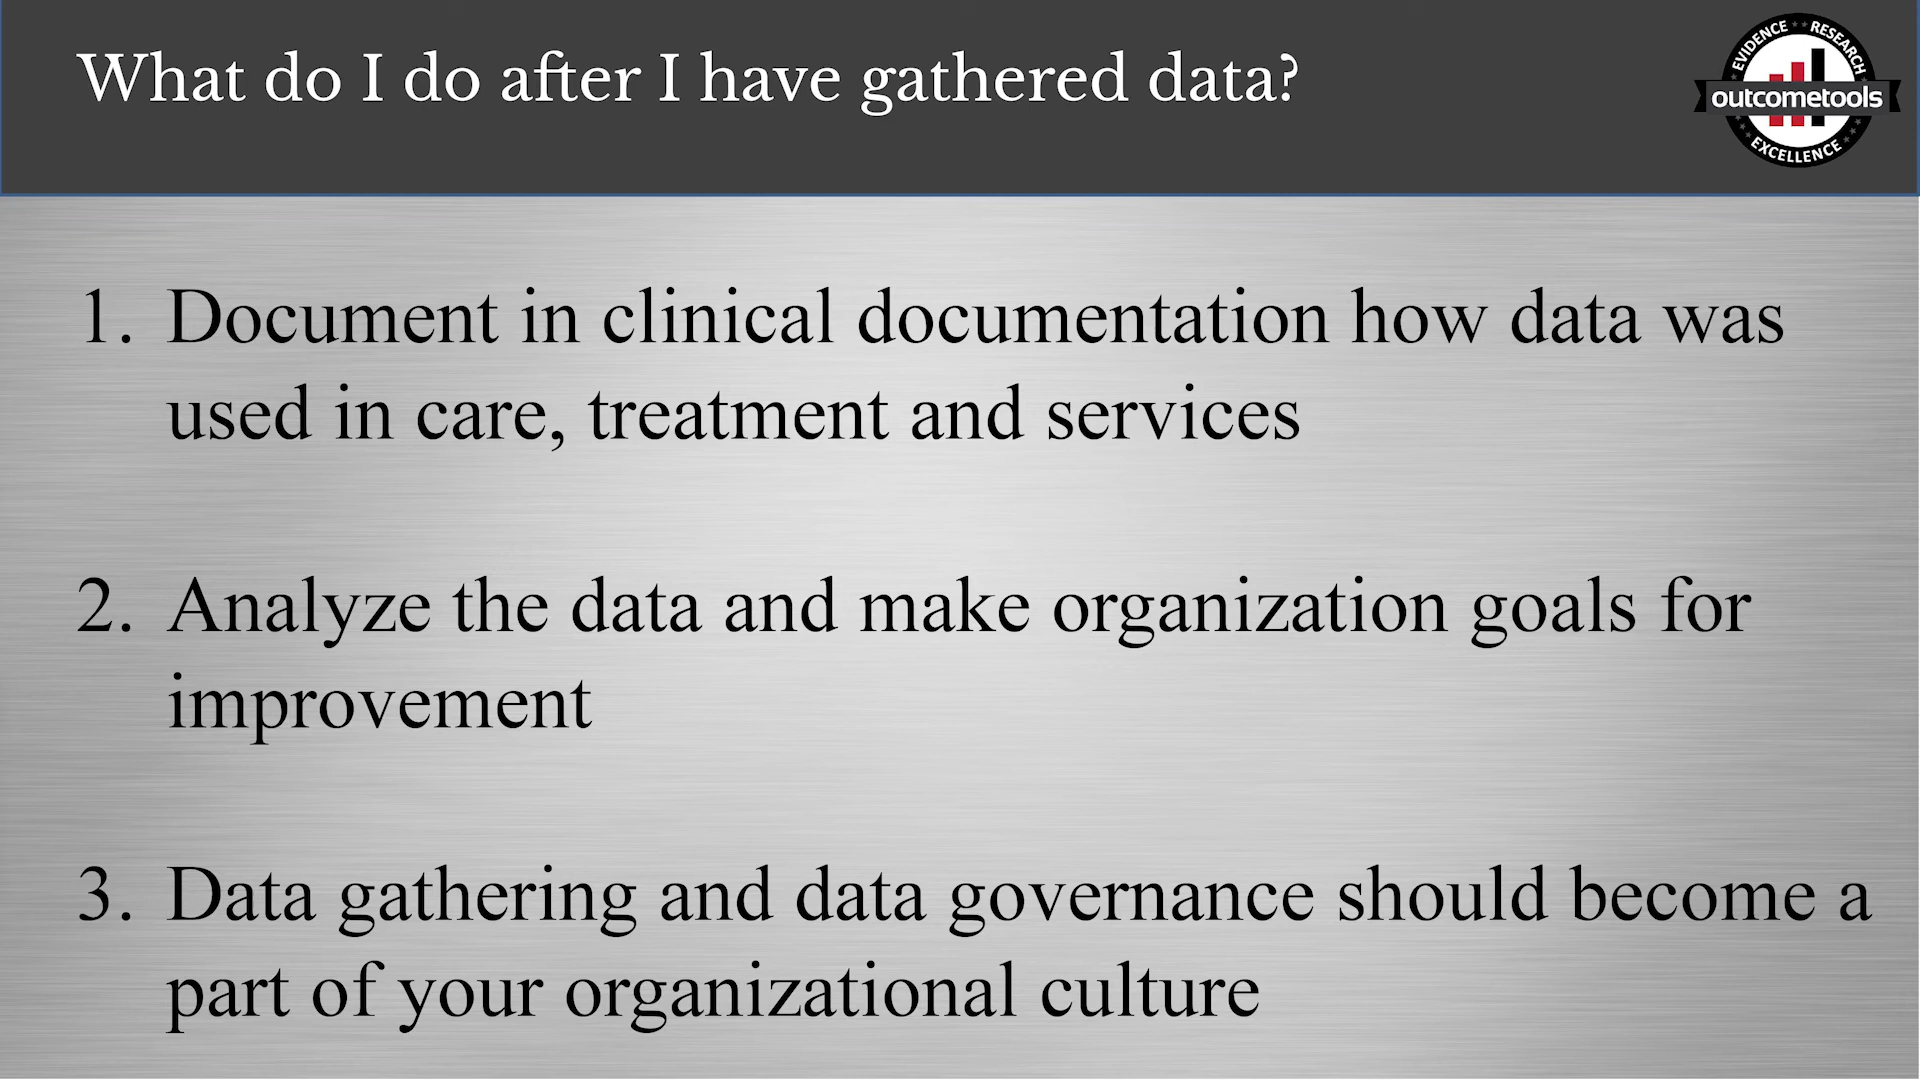 What do I do after I have gathered data?
EVIDENCE ** RESEARCH
outcometools
EXCELLENCE
1. Document in clinical documentation how data was
used in care, treatment and services
2. Analyze the data and make organization goals for
improvement
3. Data gathering and data governance should become a
part of your organizational culture